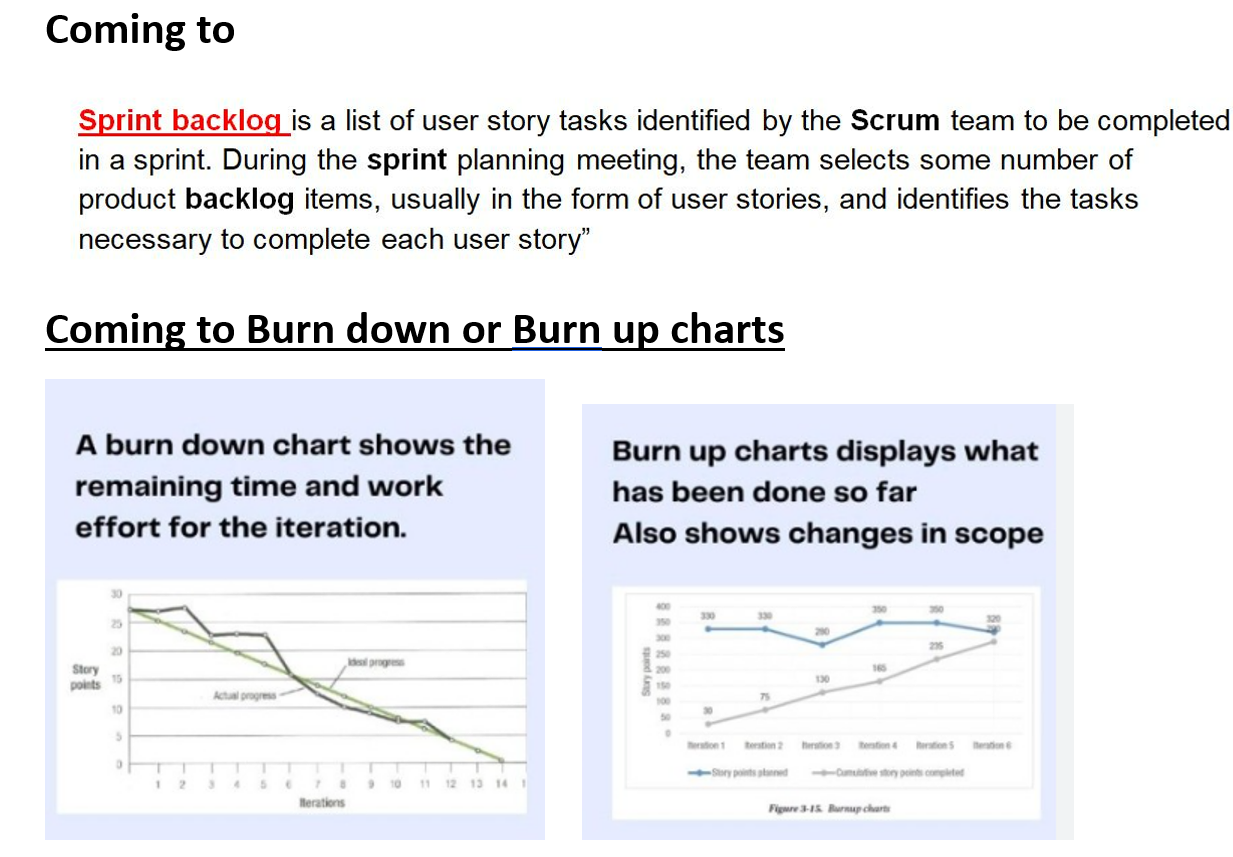 Coming to
Sprint backlog is a list of user story tasks identified by the Scrum team to be completed
in a sprint. During the sprint planning meeting, the team selects some number of
product backlog items, usually in the form of user stories, and identifies the tasks
necessary to complete each user story”
Coming to Burn down or Burn up charts
A burn down chart shows the
remaining time and work
effort for the iteration.
30
25
20
15
10
5
0
Story
points
Ideal progress
Actual progress
1 2 3 4 5 6 7 8 9 10 11 12 13 14 1
Iterations
Burn up charts displays what
has been done so far
Also shows changes in scope
400
350
300
250
200
150
100
50
0
Story points
330 330 280 350 350 320
30 75 130 165 235
Iteration 1 Iteration 2 Iteration 3 Iteration 4 Iteration 5 Iteration 6
Story points planned Cumulative story points completed
Figure 3-15. Burnup charts